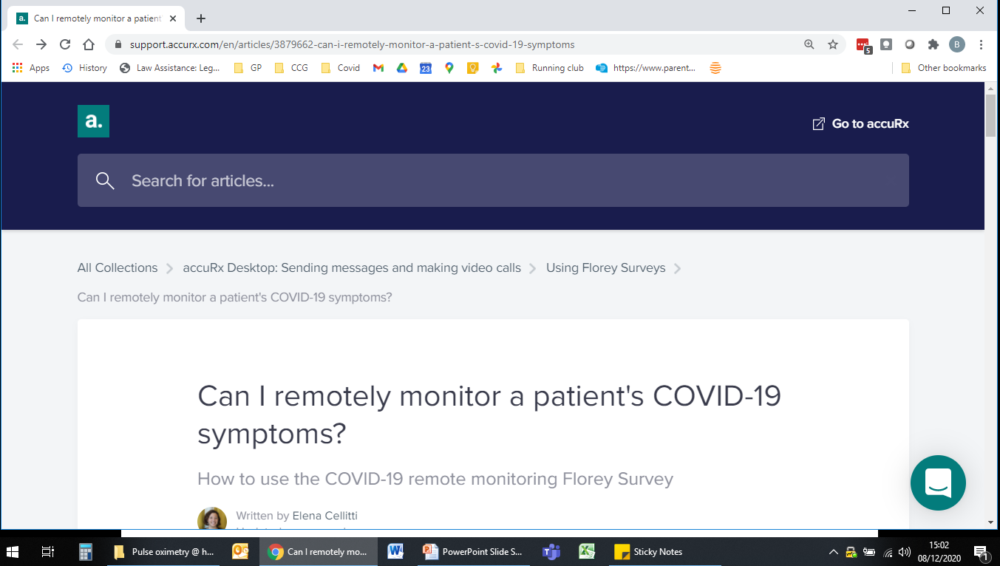 a. Can I remotely monitor a patient
support.accurx.com/en/articles/3879662-can-i-remotely-monitor-a-patient-s-covid-19-symptoms
5
B
Apps History Law Assistance: Leg... GP CCG Covid 23 Running club https://www.parent... Other bookmarks
a.
Go to accuRx
Search for articles...
All Collections accuRx Desktop: Sending messages and making video calls Using Florey Surveys
Can I remotely monitor a patient's COVID-19 symptoms?
Can I remotely monitor a patient's COVID-19
symptoms?
How to use the COVID-19 remote monitoring Florey Survey
Written by Elena Cellitti
Pulse oximetry @ h... Can I remotely mo... PowerPoint Slide S... Sticky Notes
15:02
08/12/2020
1